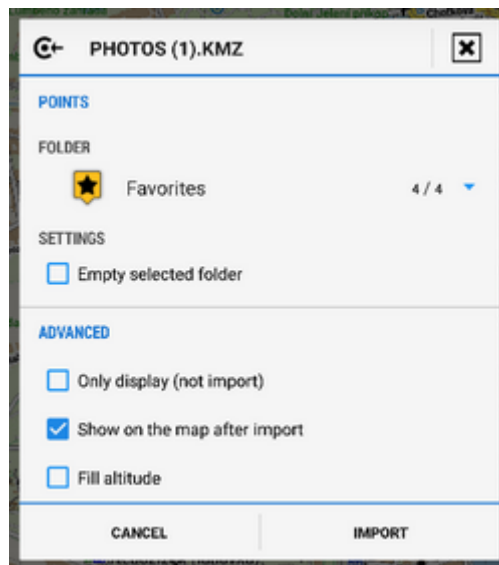 PHOTOS (1).KMZ
POINTS
FOLDER
Favorites 4 / 4
SETTINGS
Empty selected folder
ADVANCED
Only display (not import)
Show on the map after import
Fill altitude
CANCEL IMPORT